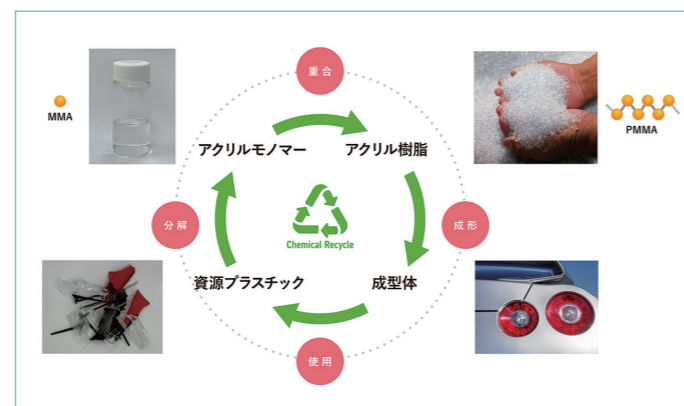 重合
MMA
アクリルモノマー
アクリル樹脂
PMMA
分解
Chemical Recycle
成形
資源プラスチック
成型体
使用